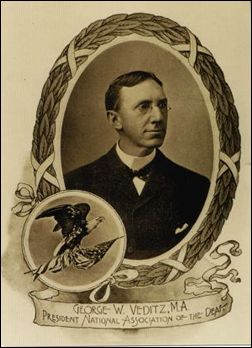 GEORGE W. VEDITZ, M.A.
PRESIDENT NATIONAL ASSOCIATION OF THE DEAF